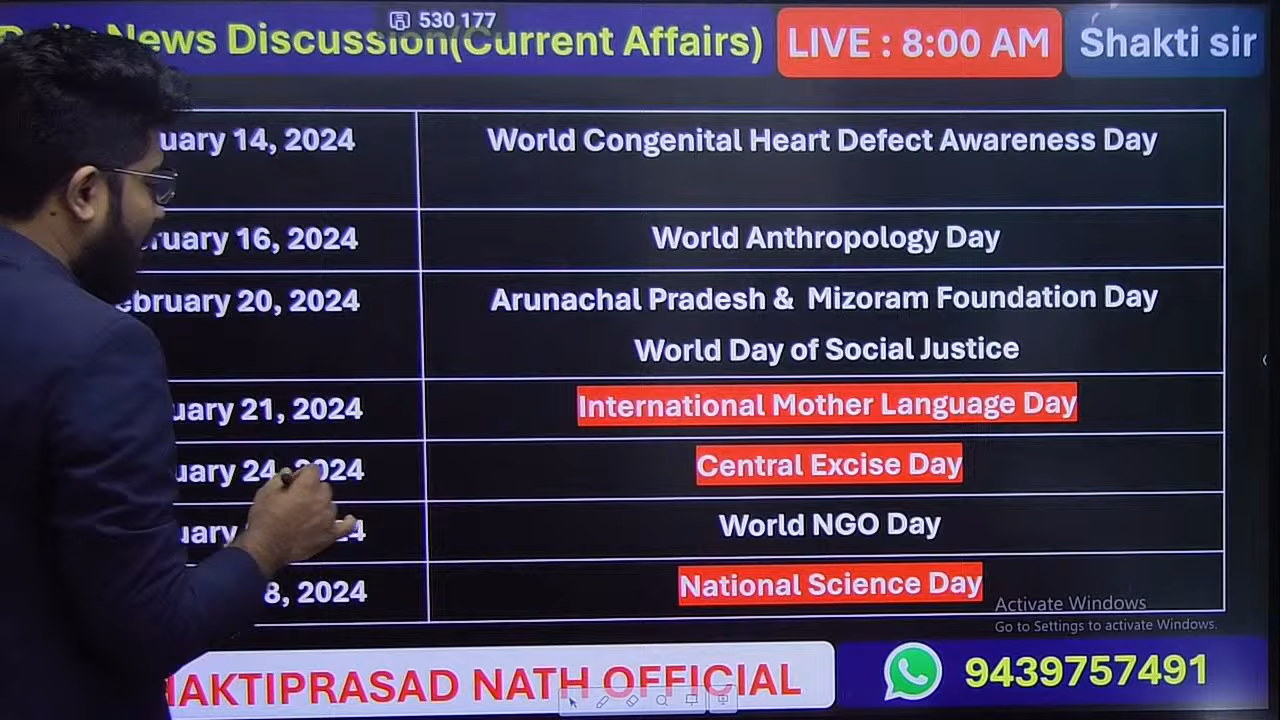 530 177
News Discussion(Current Affairs)
LIVE : 8:00 AM
Shakti sir
uary 14, 2024
World Congenital Heart Defect Awareness Day
ruary 16, 2024
World Anthropology Day
ebruary 20, 2024
Arunachal Pradesh & Mizoram Foundation Day
World Day of Social Justice
uary 21, 2024
International Mother Language Day
uary 24, 2024
Central Excise Day
uary
World NGO Day
8, 2024
National Science Day
Activate Windows
Go to Settings to activate Windows.
HAKTIPRASAD NATH OFFICIAL
9439757491